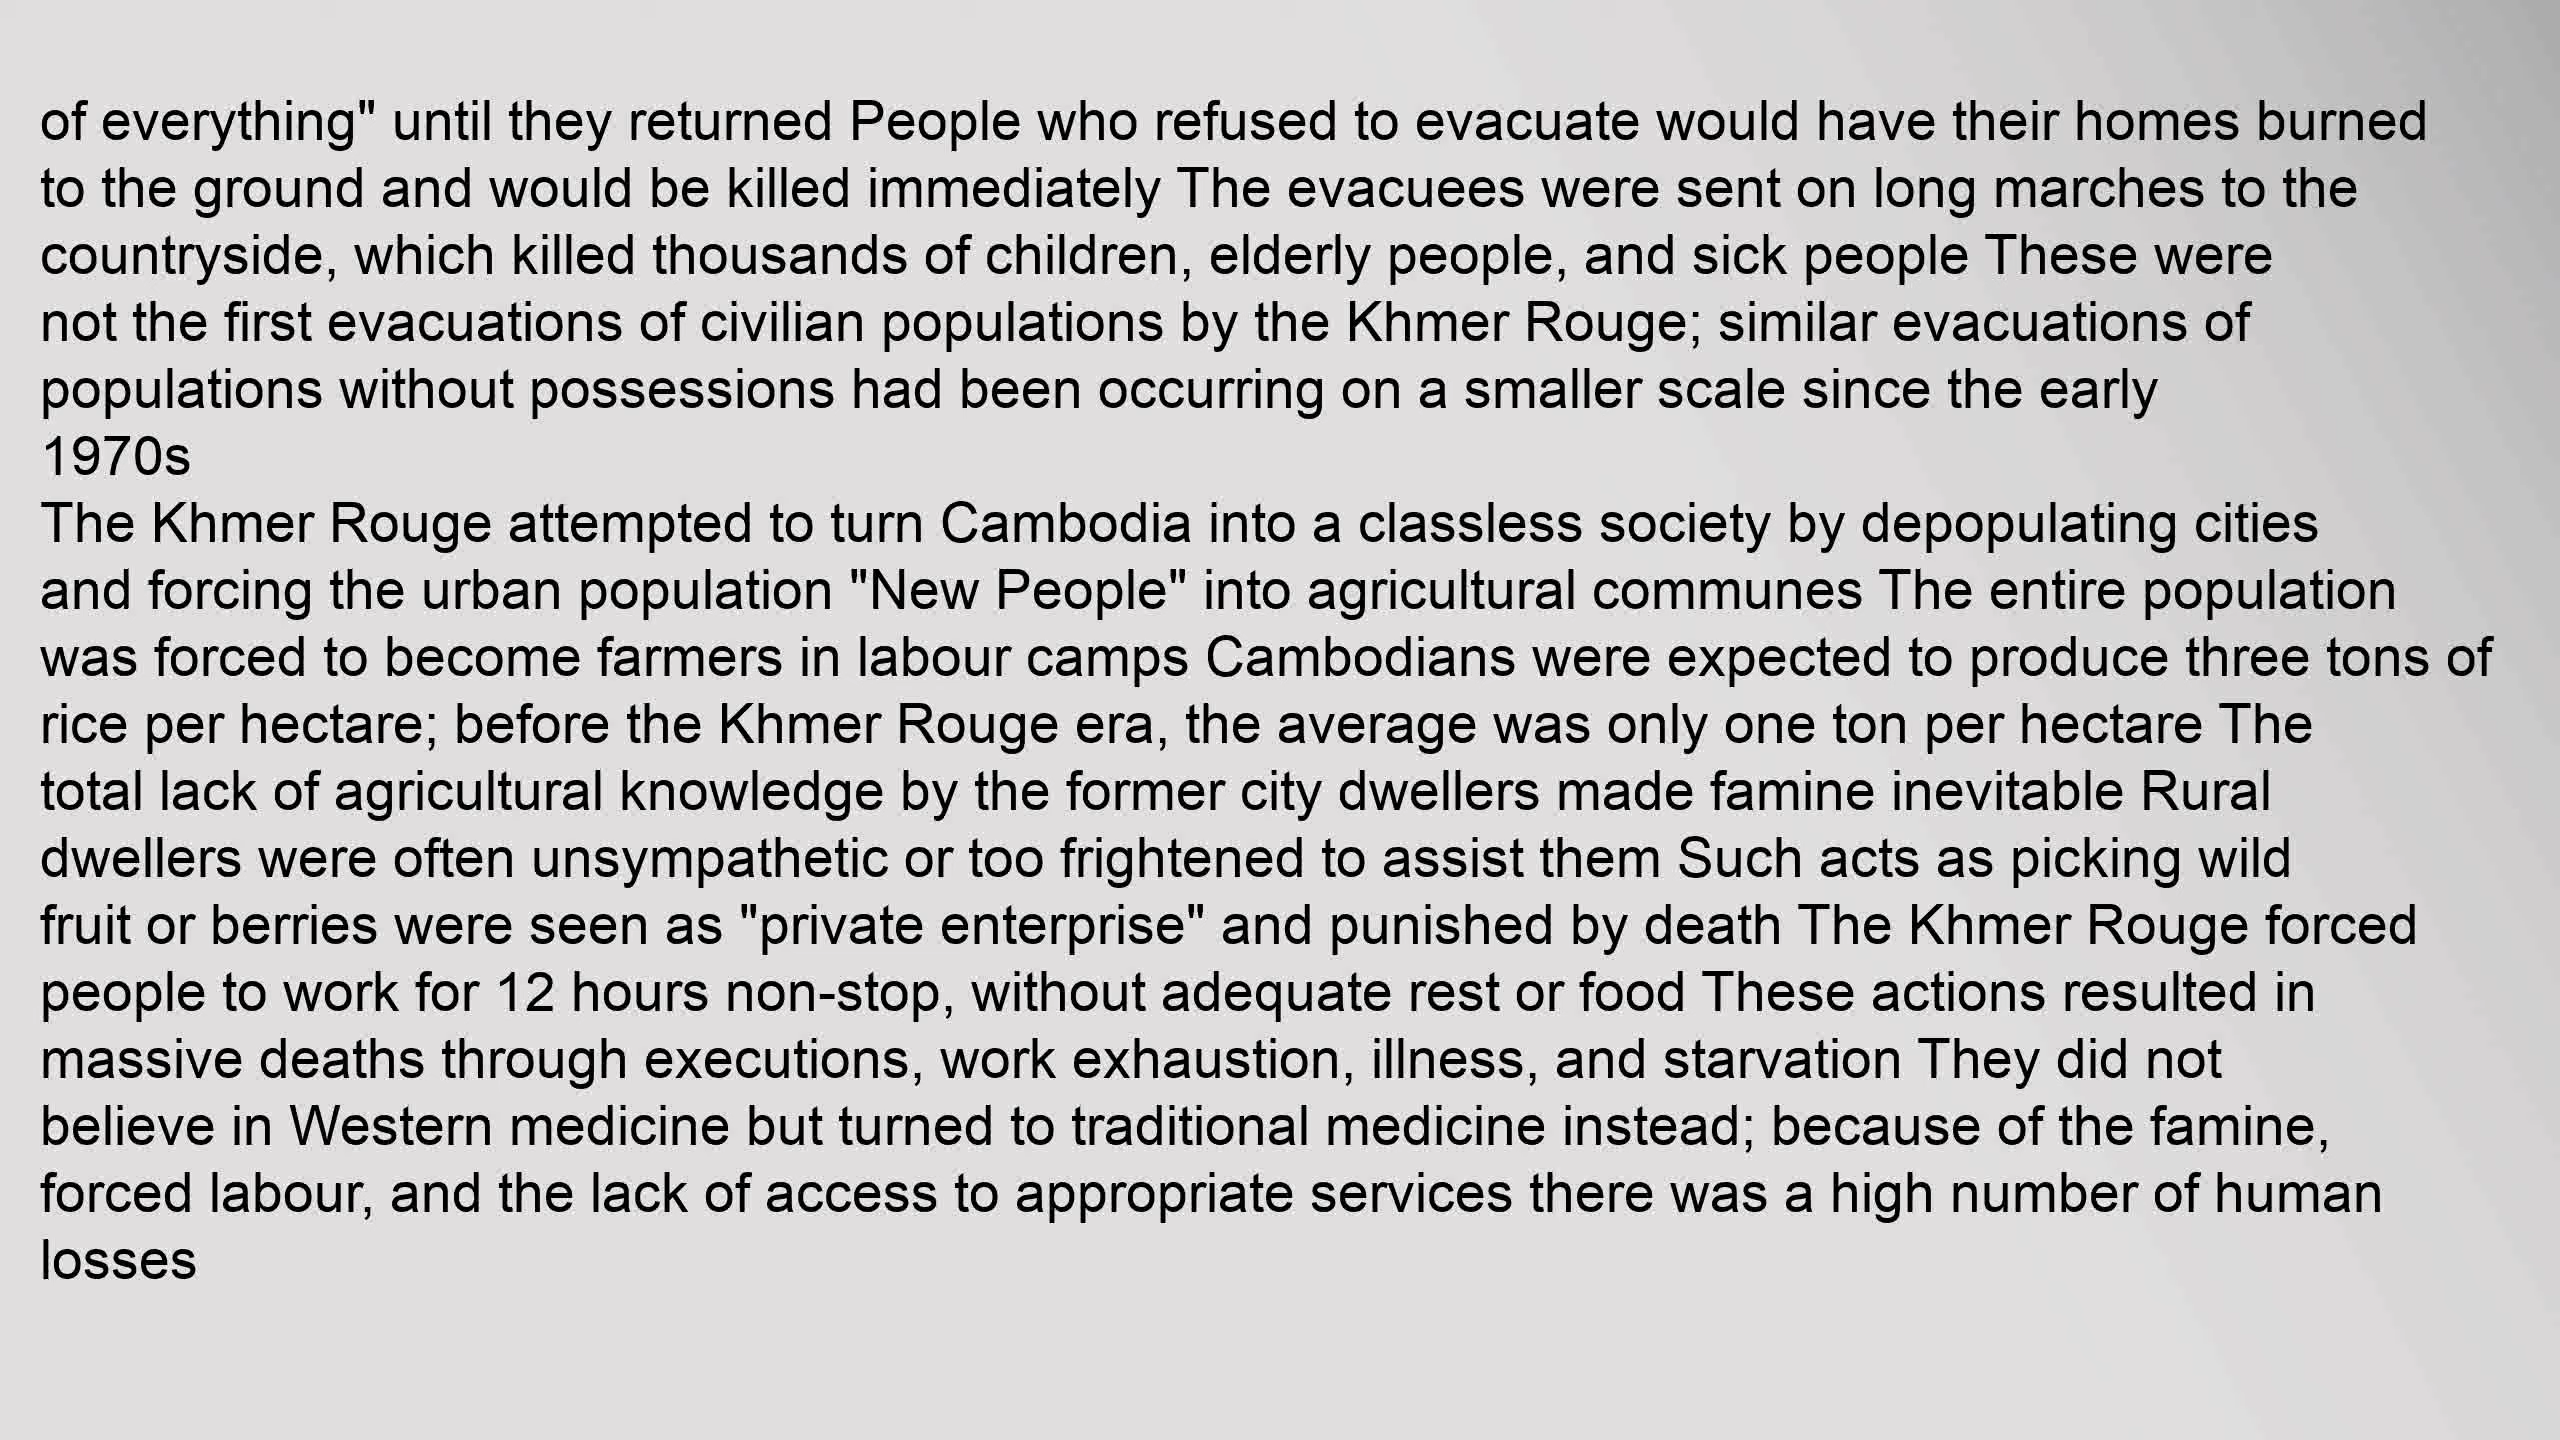 of everything" until they returned People who refused to evacuate would have their homes burned
to the ground and would be killed immediately The evacuees were sent on long marches to the
countryside, which killed thousands of children, elderly people, and sick people These were
not the first evacuations of civilian populations by the Khmer Rouge; similar evacuations of
populations without possessions had been occurring on a smaller scale since the early
1970s
The Khmer Rouge attempted to turn Cambodia into a classless society by depopulating cities
and forcing the urban population "New People" into agricultural communes The entire population
was forced to become farmers in labour camps Cambodians were expected to produce three tons of
rice per hectare; before the Khmer Rouge era, the average was only one ton per hectare The
total lack of agricultural knowledge by the former city dwellers made famine inevitable Rural
dwellers were often unsympathetic or too frightened to assist them Such acts as picking wild
fruit or berries were seen as "private enterprise" and punished by death The Khmer Rouge forced
people to work for 12 hours non-stop, without adequate rest or food These actions resulted in
massive deaths through executions, work exhaustion, illness, and starvation They did not
believe in Western medicine but turned to traditional medicine instead; because of the famine,
forced labour, and the lack of access to appropriate services there was a high number of human
losses